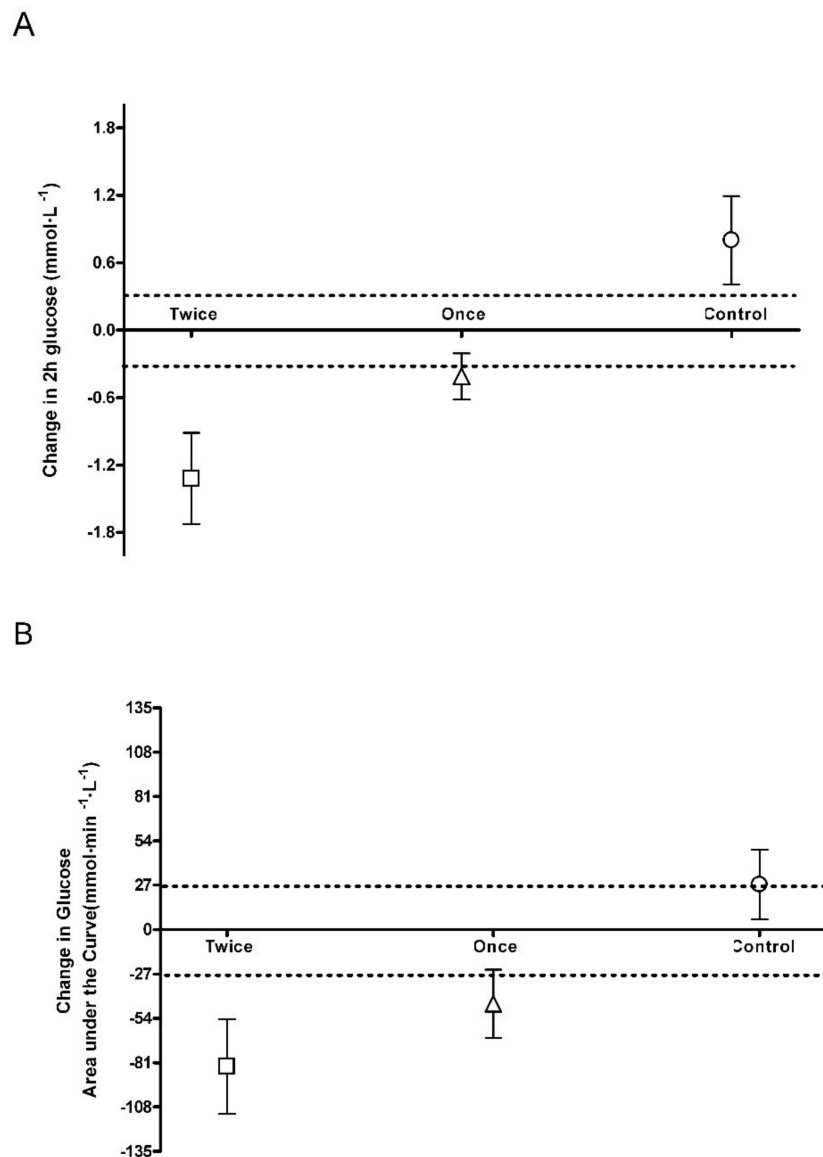 A
Change in 2h glucose (mmol·L ⁻¹)
1.8
1.2
0.6
0.0
-0.6
-1.2
-1.8
Twice Once Control
B
Change in Glucose
Area under the Curve(mmol·min ⁻¹·L⁻¹)
135
108
81
54
27
0
-27
-54
-81
-108
-135
Twice Once Control